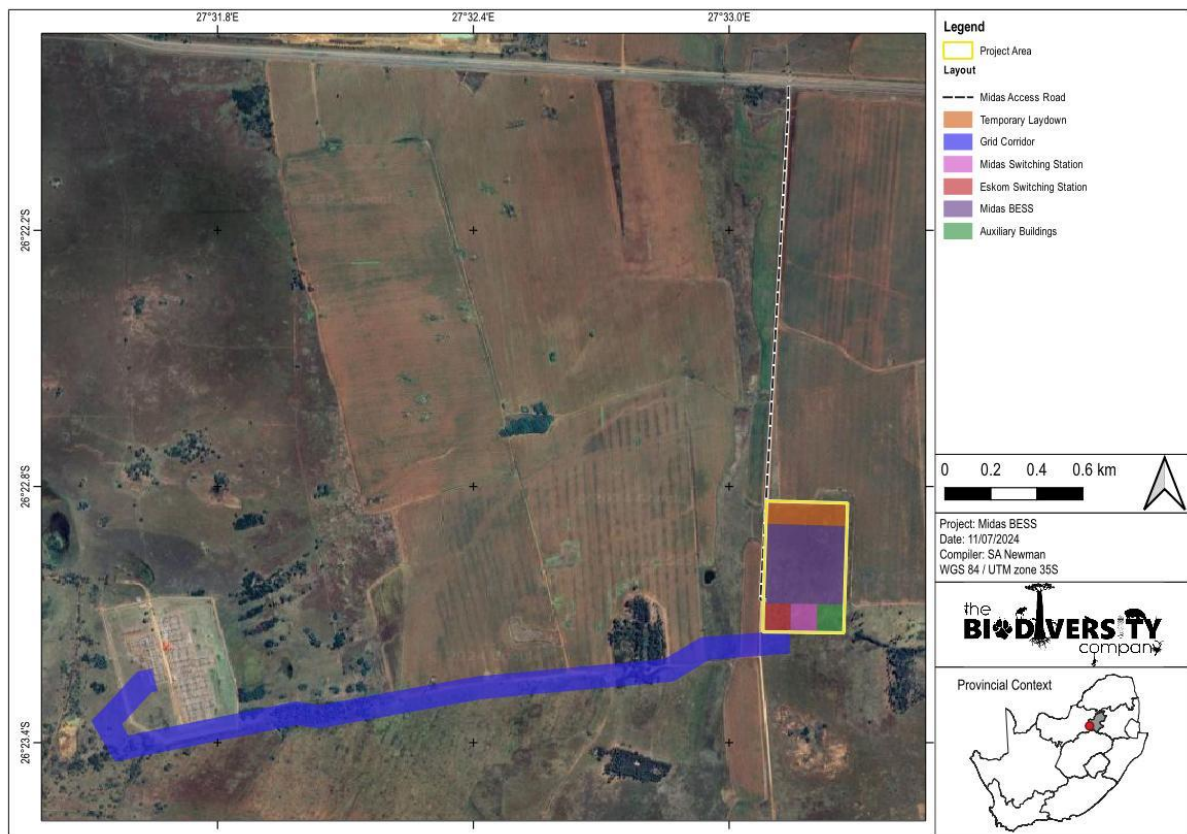 27°31.8'E 27°32.4'E 27°33.0'E
26°22.2'S
26°22.8'S
26°23.4'S
Legend
Project Area
Layout
Midas Access Road
Temporary Laydown
Grid Corridor
Midas Switching Station
Eskom Switching Station
Midas BESS
Auxiliary Buildings
0 0.2 0.4 0.6 km
Project: Midas BESS
Date: 11/07/2024
Compiler: SA Newman
WGS 84 / UTM zone 35S
the
BIODIVERSITY
company
Provincial Context